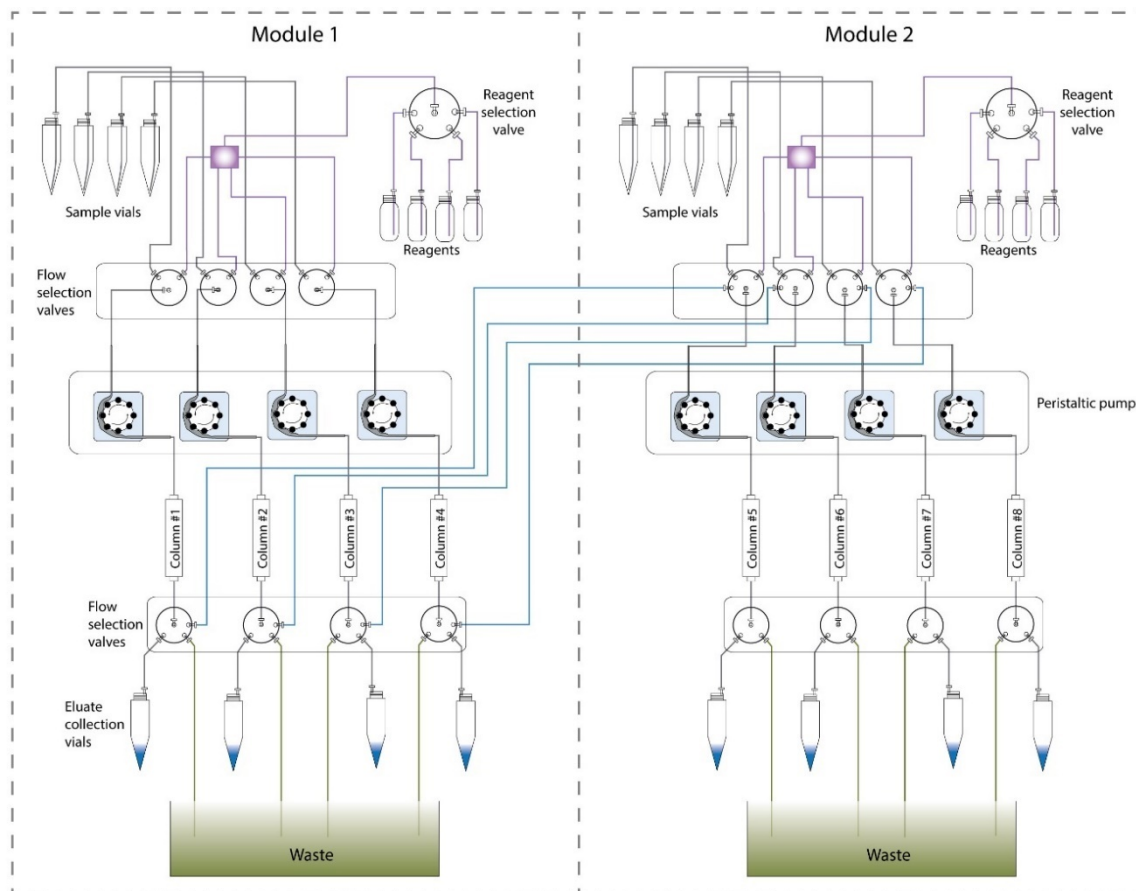 Module 1
Module 2
Reagent
selection
valve
Reagent
selection
valve
Sample vials
Sample vials
Reagents
Reagents
Flow
selection
valves
Peristaltic pump
Column #1
Column #2
Column #3
Column #4
Column #5
Column #6
Column #7
Column #8
Flow
selection
valves
Eluate
collection
vials
Waste
Waste